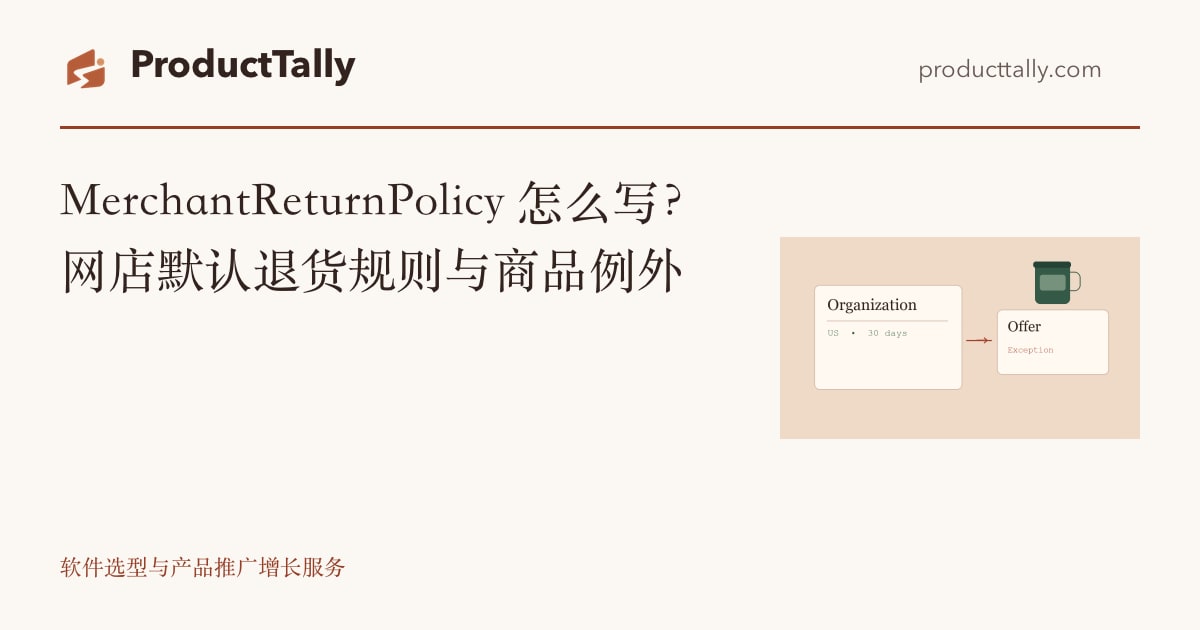 ProductTally
producttally.com
MerchantReturnPolicy 怎么写？
网店默认退货规则与商品例外
Organization
US • 30 days
Offer
Exception
软件选型与产品推广增长服务